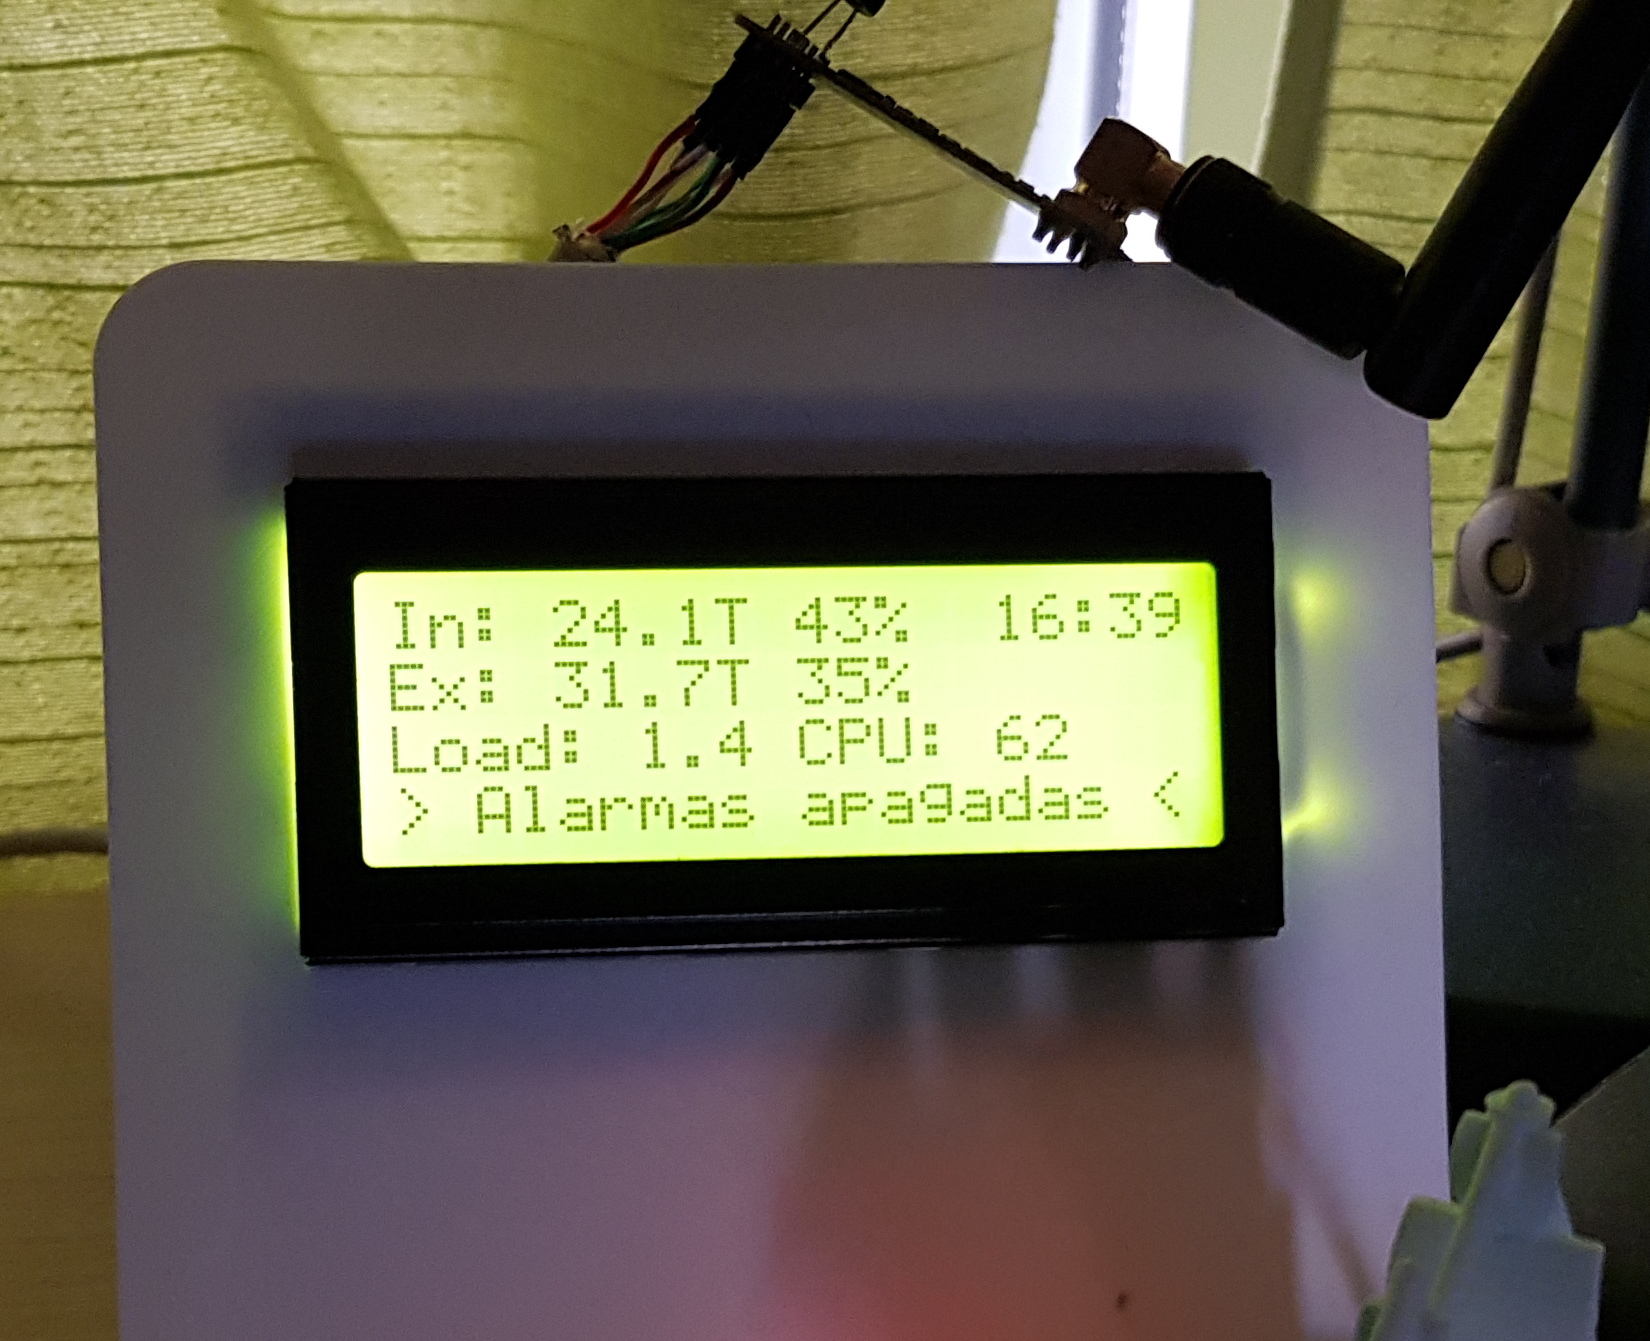 In: 24.1T 43% 16:39
Ex: 31.7T 35%
Load: 1.4 CPU: 62
> Alarmas apagadas <